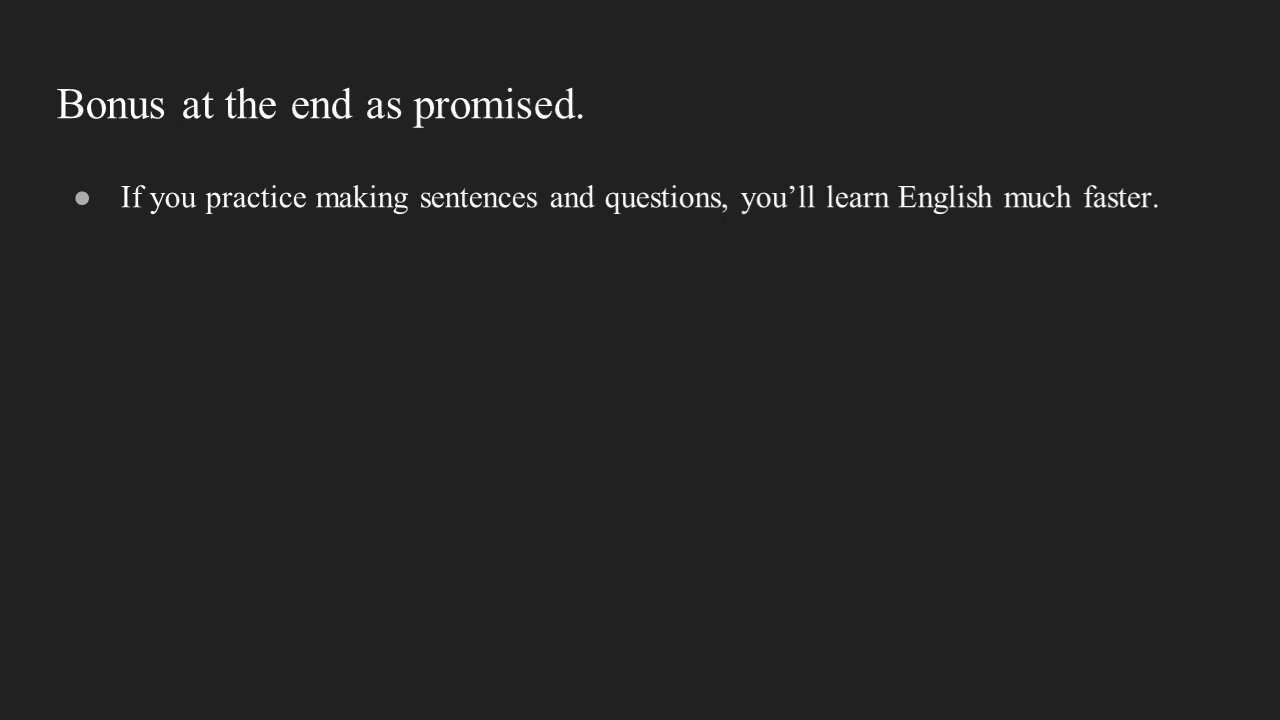 Bonus at the end as promised.
● If you practice making sentences and questions, you’ll learn English much faster.